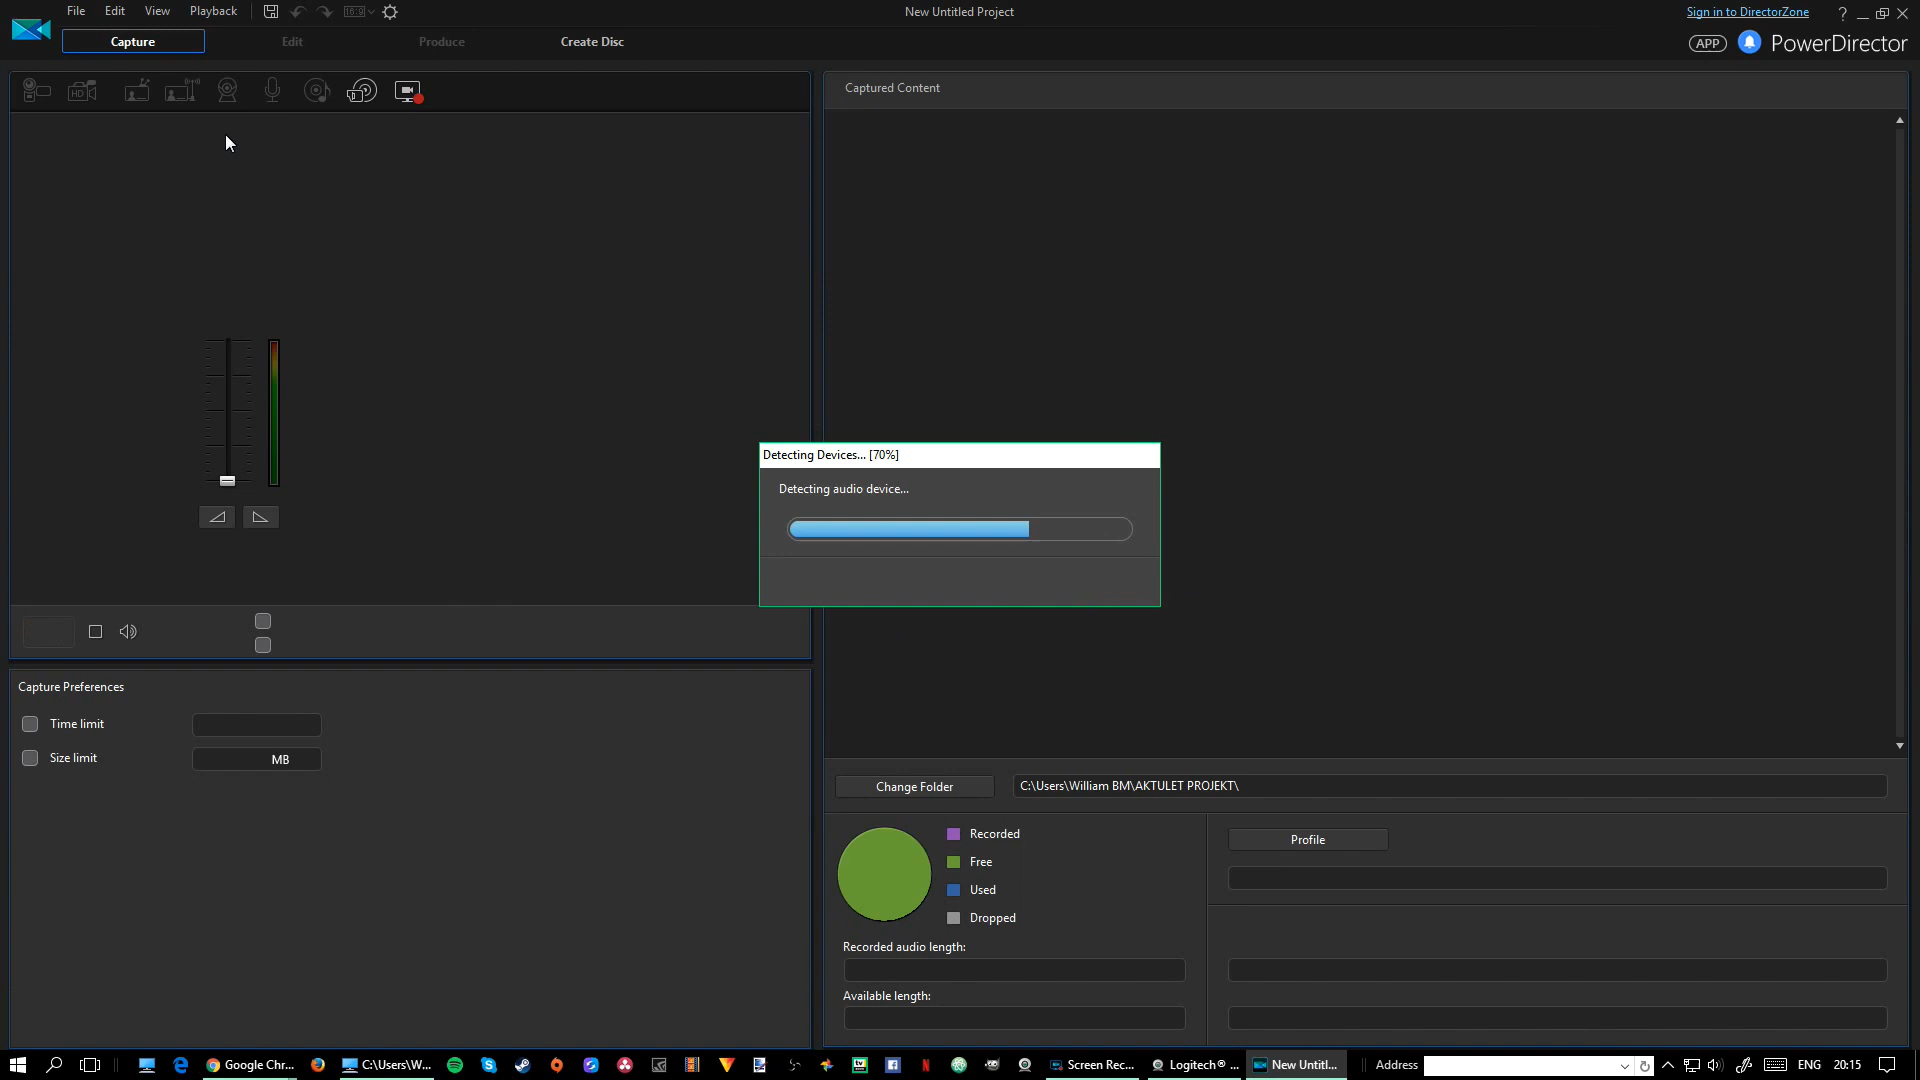 File Edit View Playback 16:9 New Untitled Project Sign in to DirectorZone ?
Capture Edit Produce Create Disc APP PowerDirector
HD
Captured Content
Detecting Devices... [70%]
Detecting audio device...
Capture Preferences
Time limit
Size limit MB
Change Folder C:\Users\William BM\AKTULET PROJEKT\
Recorded
Free
Used
Dropped
Profile
Recorded audio length:
Available length:
Google Chr... C:\Users\W... Screen Rec... Logitech® ... New Untitl... Address ENG 20:15